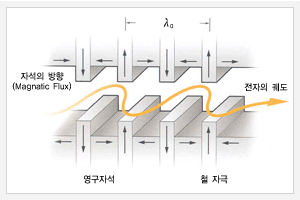 λ₀
자석의 방향
(Magnatic Flux)
전자의 궤도
영구자석
철 자극